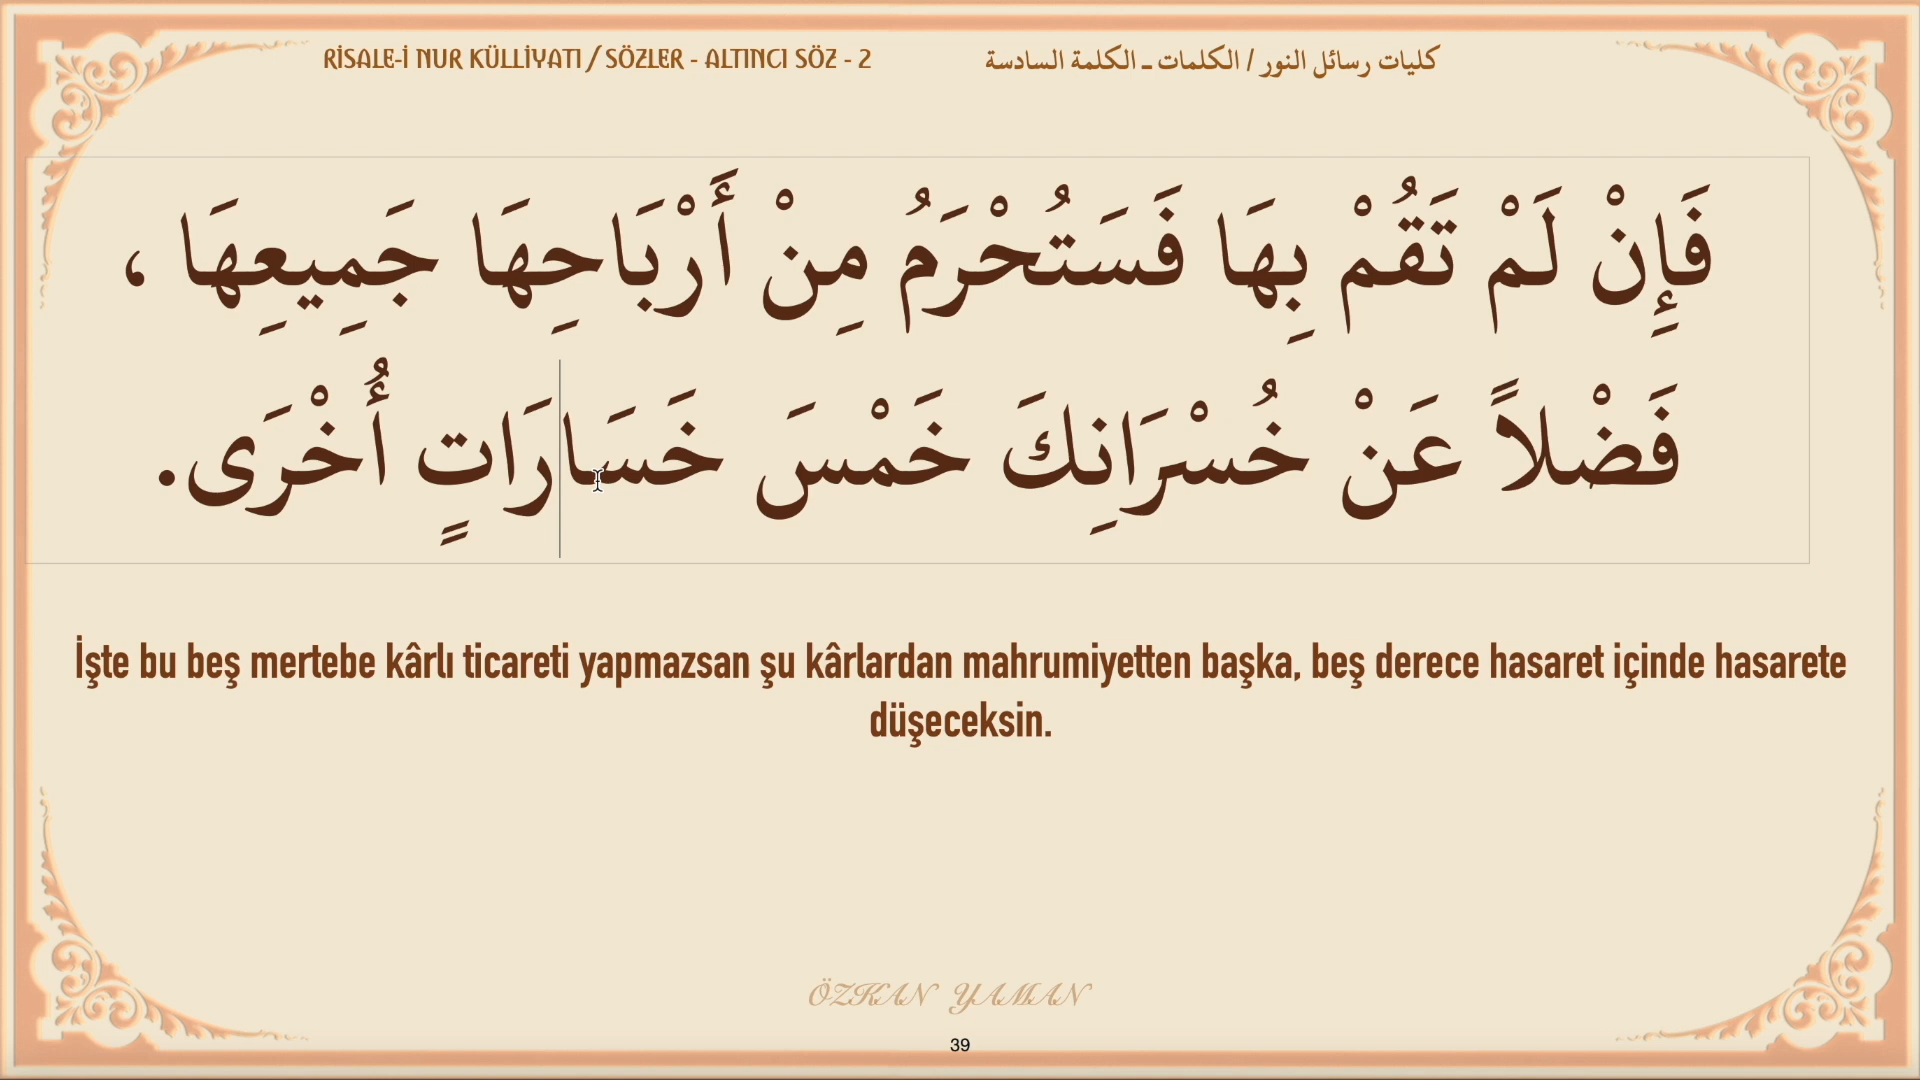 RİSALE-İ NUR KÜLLİYATI / SÖZLER - ALTINCI SÖZ - 2
كليات رسائل النور / الكلمات ـ الكلمة السادسة
فَإِنْ لَمْ تَقُمْ بِهَا فَسَتُحْرَمُ مِنْ أَرْبَاحِهَا جَمِيعِهَا ،
فَضْلاً عَنْ خُسْرَانِكَ خَمْسَ خَسَارَاتٍ أُخْرَى.
İşte bu beş mertebe kârlı ticareti yapmazsan şu kârlardan mahrumiyetten başka, beş derece hasaret içinde hasarete
düşeceksin.
ÖZKAN YAMAN
39